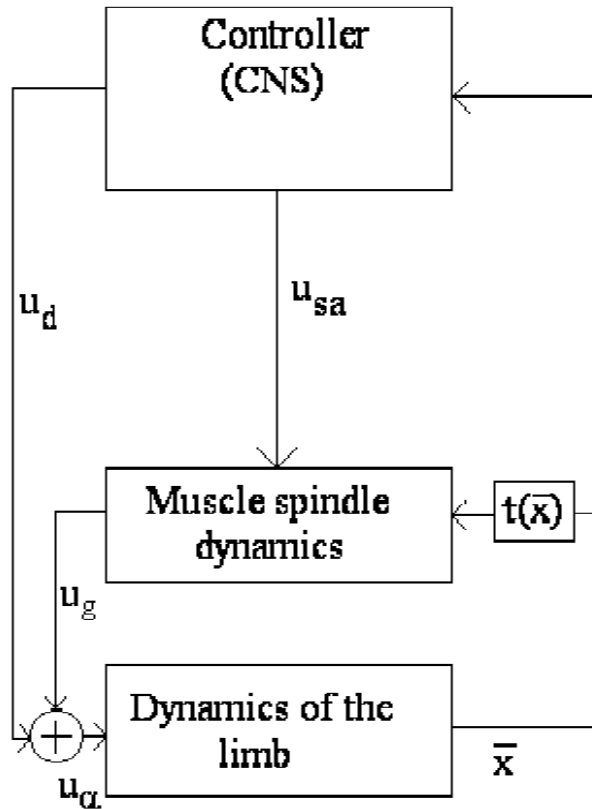 Controller
(CNS)
u_d
u_sa
Muscle spindle
dynamics
t(x̄)
u_g
+
Dynamics of the
limb
u_α
x̄